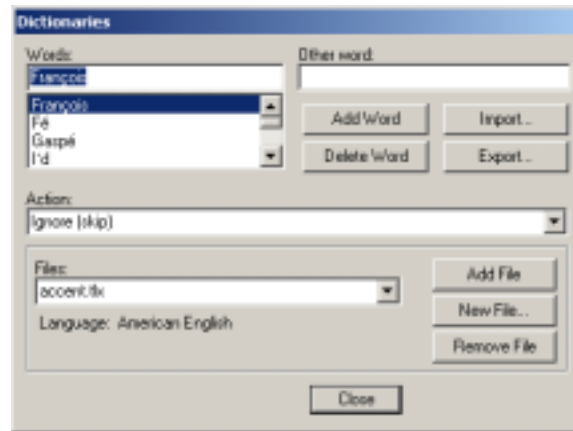 Dictionaries
Words:
Other word:
François
François
Fé
Gaspé
I'd
Add Word
Import...
Delete Word
Export...
Action:
Ignore (skip)
Files:
accent.tlx
Add File
Language: American English
New File...
Remove File
Close